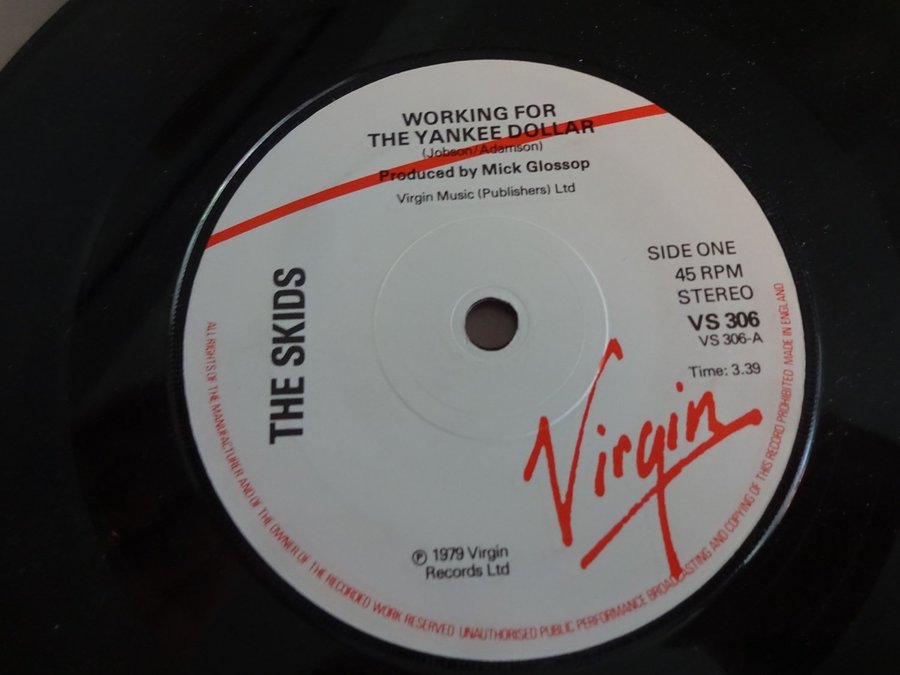 WORKING FOR
THE YANKEE DOLLAR
(Jobson/Adamson)
Produced by Mick Glossop
Virgin Music (Publishers) Ltd
THE SKIDS
SIDE ONE
45 RPM
STEREO
VS 306
VS 306-A
Time: 3.39
Virgin
℗ 1979 Virgin
Records Ltd
ALL RIGHTS OF THE MANUFACTURER AND OF THE OWNER OF THE RECORDED WORK RESERVED UNAUTHORISED PUBLIC PERFORMANCE BROADCASTING AND COPYING OF THIS RECORD PROHIBITED MADE IN ENGLAND